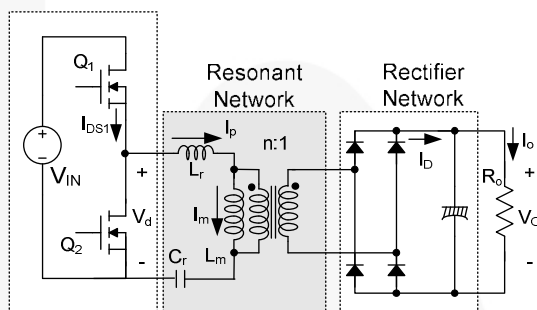 Resonant
Network
Rectifier
Network
Q1
IDS1
VIN
Q2
+
Vd
-
Ip
Lr
n:1
Im
Lm
Cr
ID
Io
Ro
+
VO
-